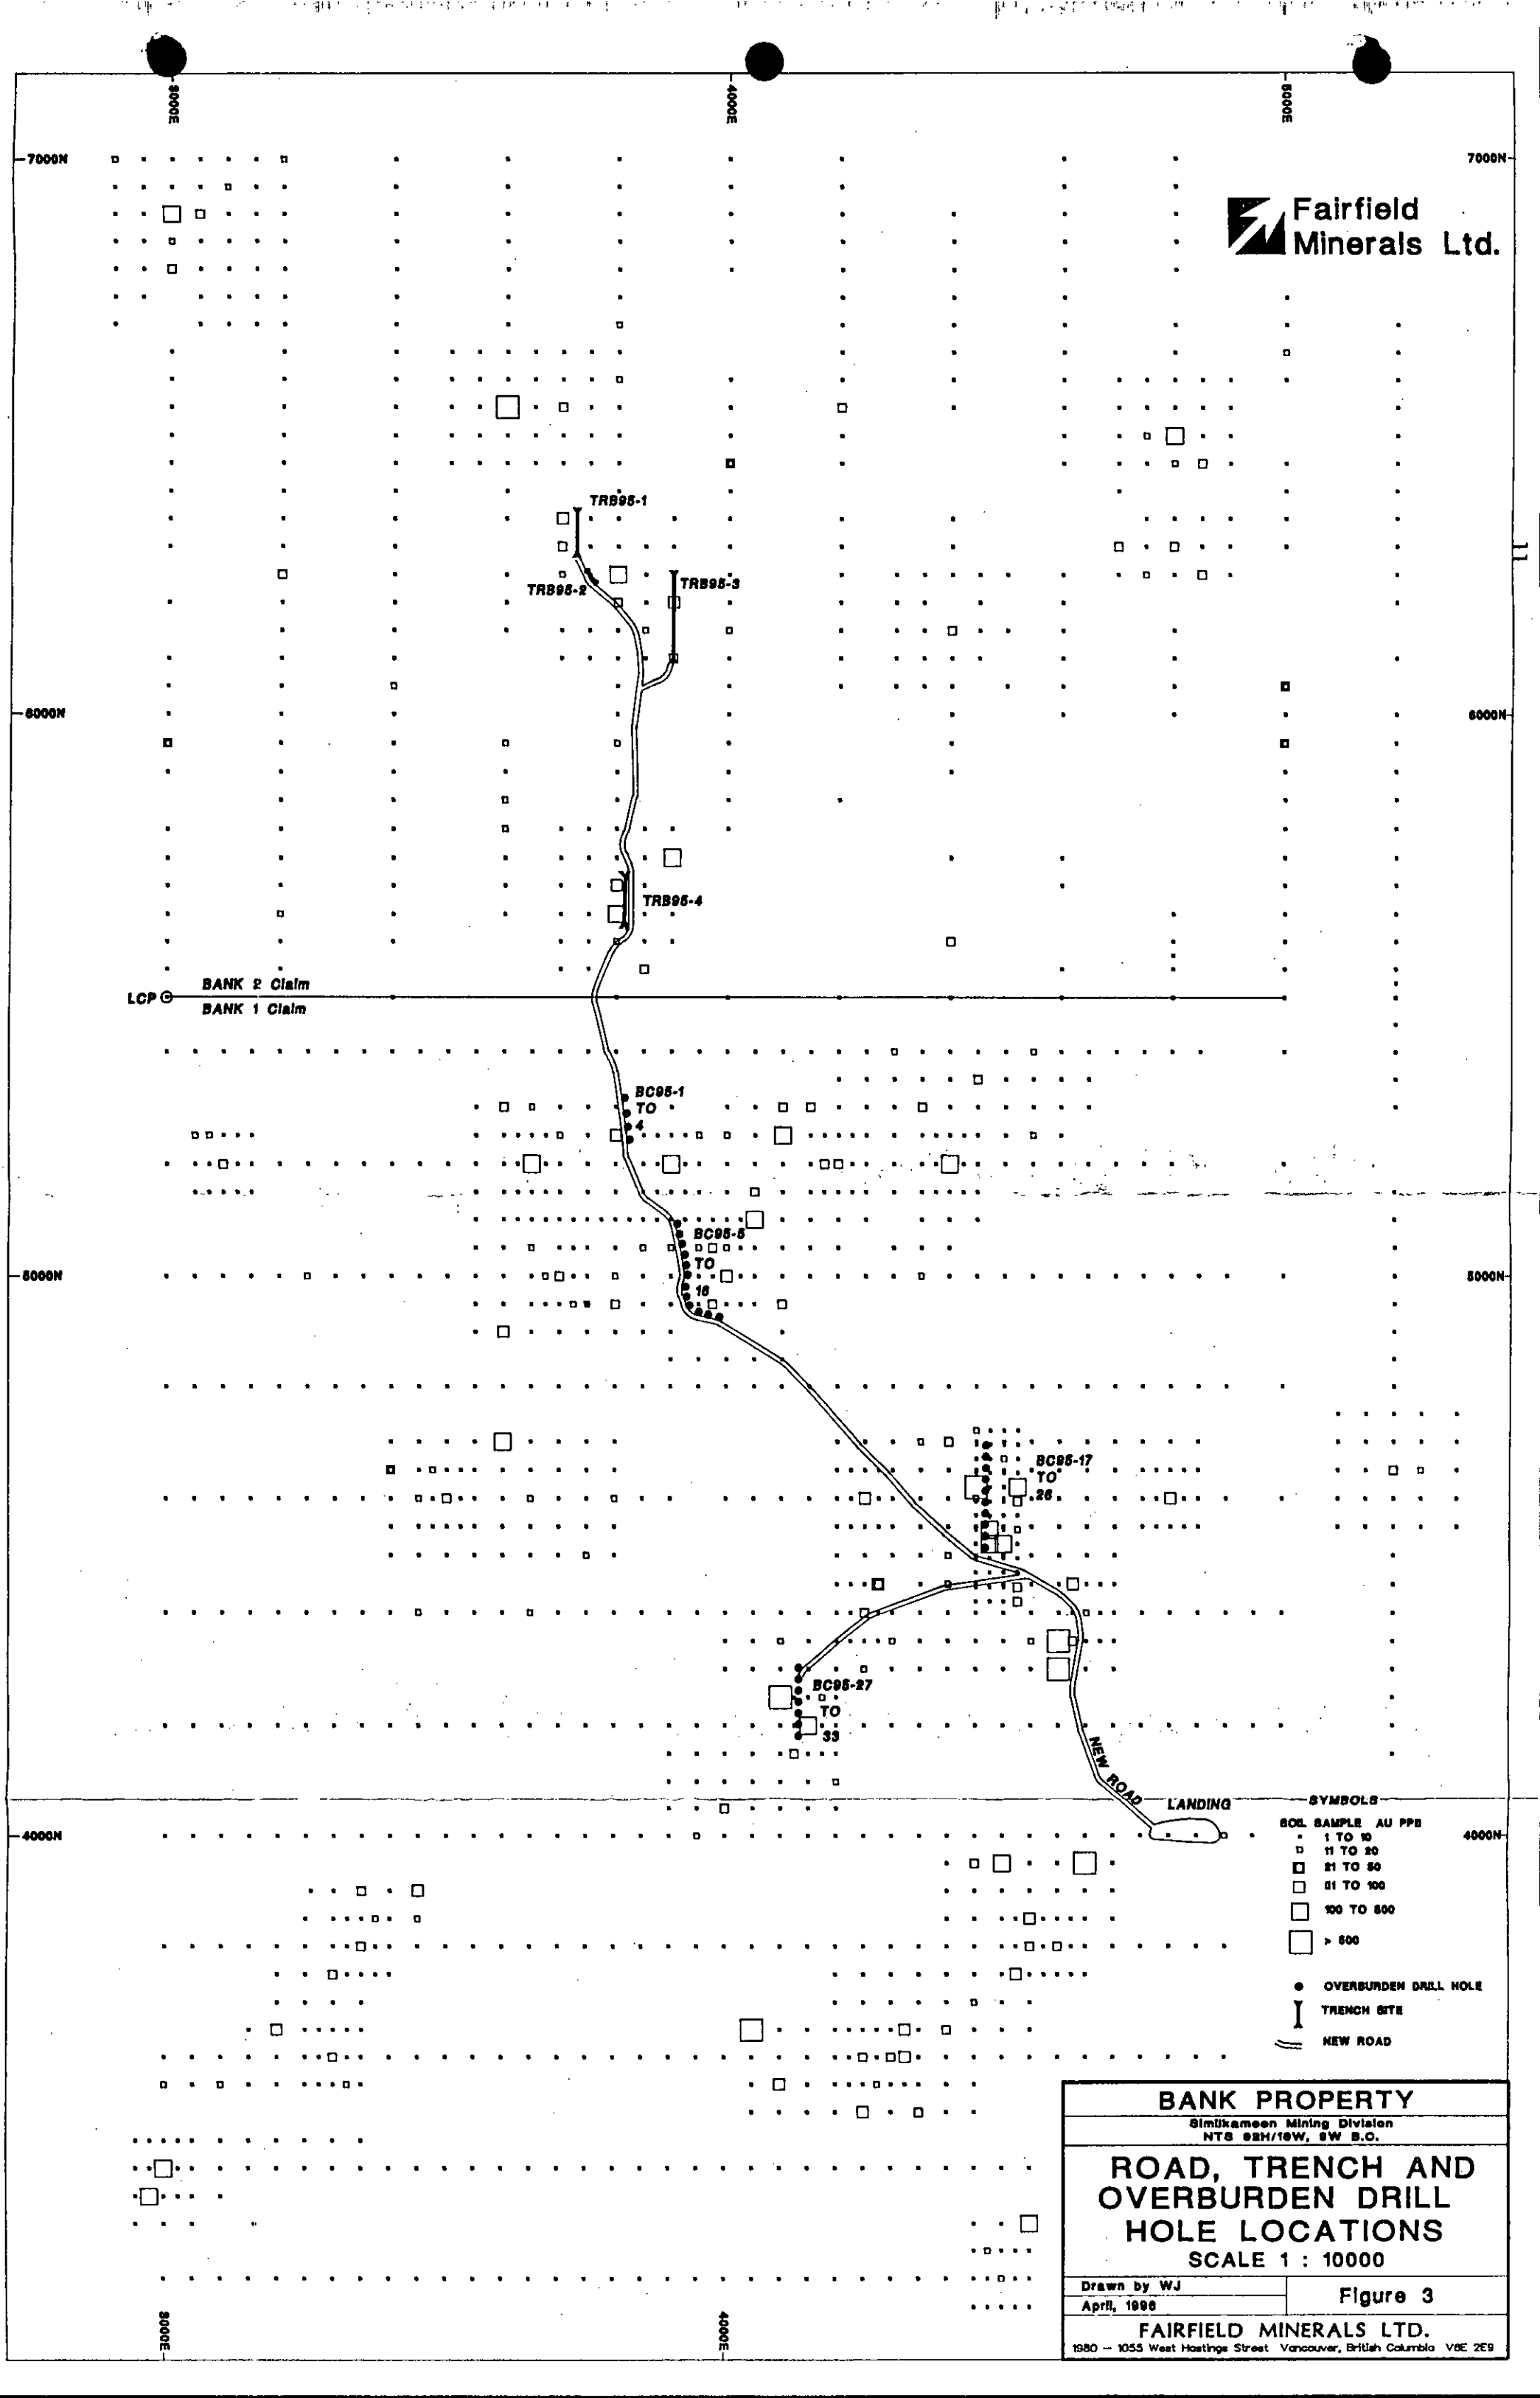 3000E
4000E
5000E
7000N
7000N
Fairfield
Minerals Ltd.
TRB95-1
TRB95-2
TRB95-3
11
6000N
6000N
TRB95-4
BANK 2 Claim
LCP
BANK 1 Claim
BC95-1
TO
4
BC95-5
TO
16
5000N
5000N
BC95-17
TO
26
BC95-27
TO
33
NEW ROAD
LANDING
4000N
4000N
SYMBOLS
SOIL SAMPLE AU PPB
1 TO 10
11 TO 20
21 TO 50
51 TO 100
100 TO 500
> 500
OVERBURDEN DRILL HOLE
TRENCH SITE
NEW ROAD
BANK PROPERTY
Similkameen Mining Division
NTS 92H/16W, 9W B.C.
ROAD, TRENCH AND
OVERBURDEN DRILL
HOLE LOCATIONS
SCALE 1 : 10000
Drawn by WJ
April, 1996
Figure 3
FAIRFIELD MINERALS LTD.
1980 – 1055 West Hastings Street Vancouver, British Columbia V6E 2E9
3000E
4000E